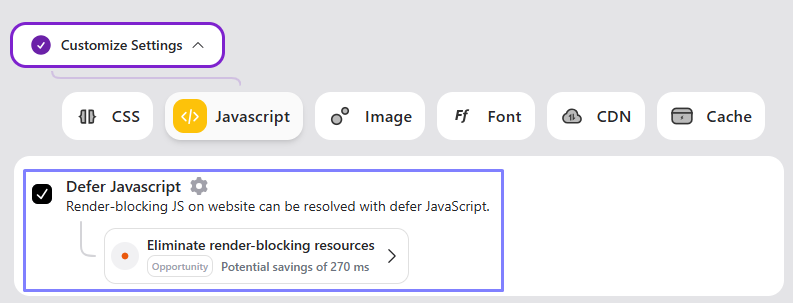 Customize Settings
CSS
Javascript
Image
Ff Font
CDN
Cache
Defer Javascript
Render-blocking JS on website can be resolved with defer JavaScript.
Eliminate render-blocking resources
Opportunity Potential savings of 270 ms